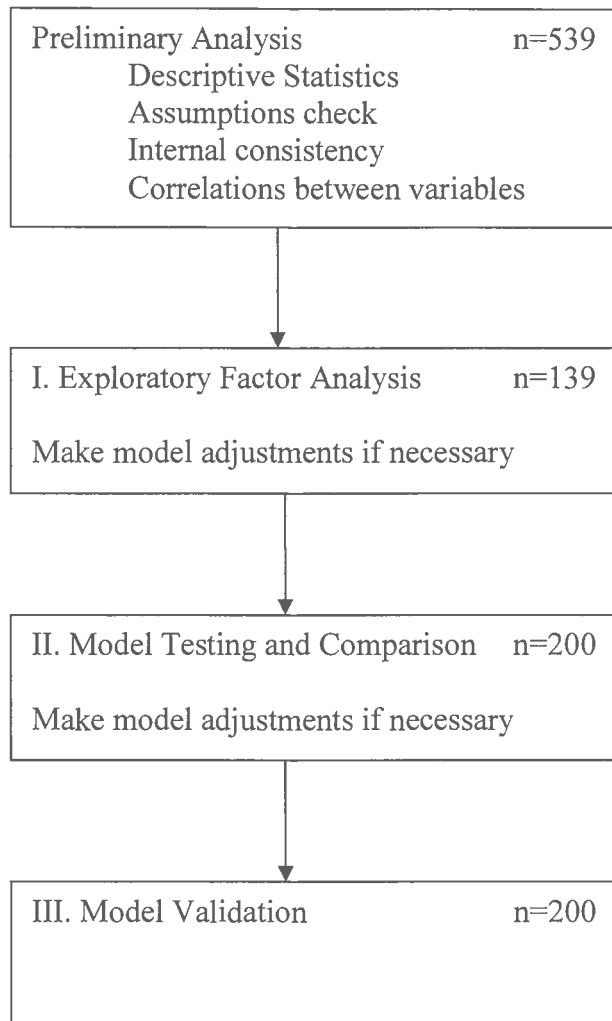 Preliminary Analysis n=539
Descriptive Statistics
Assumptions check
Internal consistency
Correlations between variables
I. Exploratory Factor Analysis n=139
Make model adjustments if necessary
II. Model Testing and Comparison n=200
Make model adjustments if necessary
III. Model Validation n=200